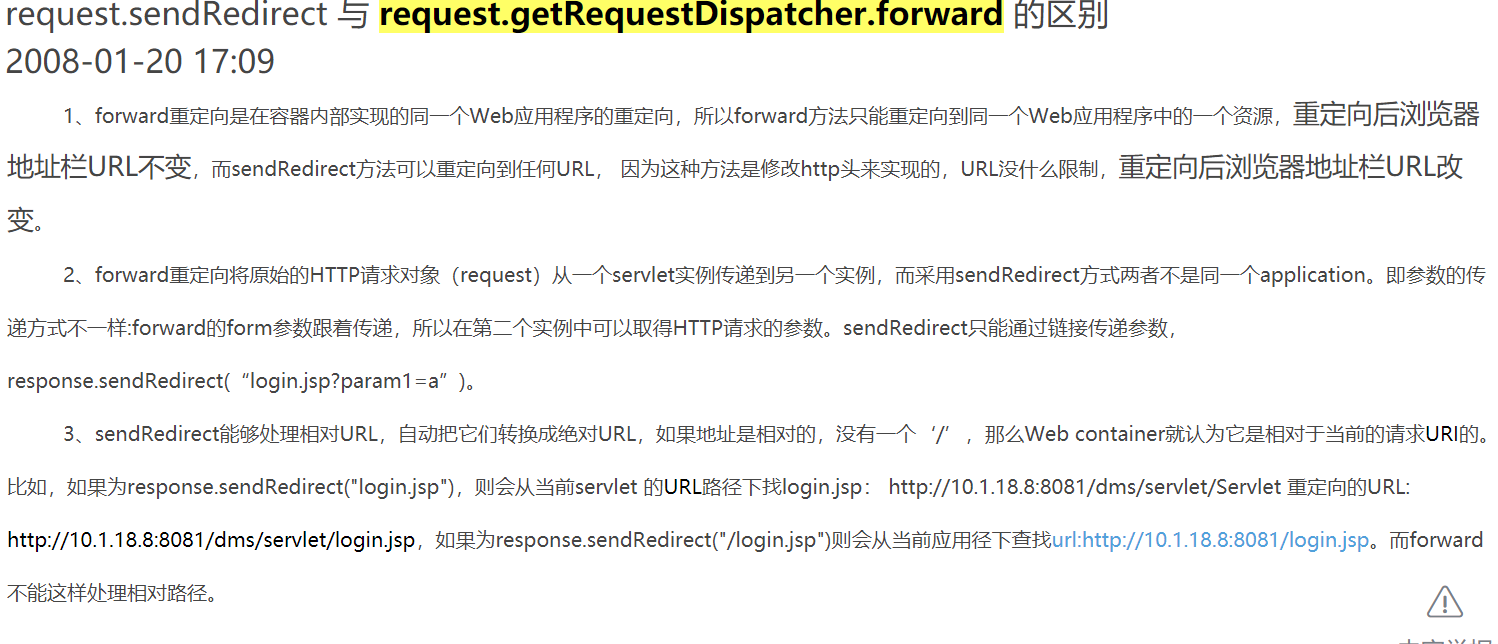 request.sendRedirect 与 request.getRequestDispatcher.forward 的区别
2008-01-20 17:09
1、forward重定向是在容器内部实现的同一个Web应用程序的重定向，所以forward方法只能重定向到同一个Web应用程序中的一个资源，重定向后浏览器
地址栏URL不变，而sendRedirect方法可以重定向到任何URL， 因为这种方法是修改http头来实现的，URL没什么限制，重定向后浏览器地址栏URL改
变。
2、forward重定向将原始的HTTP请求对象（request）从一个servlet实例传递到另一个实例，而采用sendRedirect方式两者不是同一个application。即参数的传
递方式不一样:forward的form参数跟着传递，所以在第二个实例中可以取得HTTP请求的参数。sendRedirect只能通过链接传递参数，
response.sendRedirect(“login.jsp?param1=a”)。
3、sendRedirect能够处理相对URL，自动把它们转换成绝对URL，如果地址是相对的，没有一个‘/’，那么Web container就认为它是相对于当前的请求URI的。
比如，如果为response.sendRedirect("login.jsp")，则会从当前servlet 的URL路径下找login.jsp： http://10.1.18.8:8081/dms/servlet/Servlet 重定向的URL:
http://10.1.18.8:8081/dms/servlet/login.jsp，如果为response.sendRedirect("/login.jsp")则会从当前应用径下查找url:http://10.1.18.8:8081/login.jsp。而forward
不能这样处理相对路径。